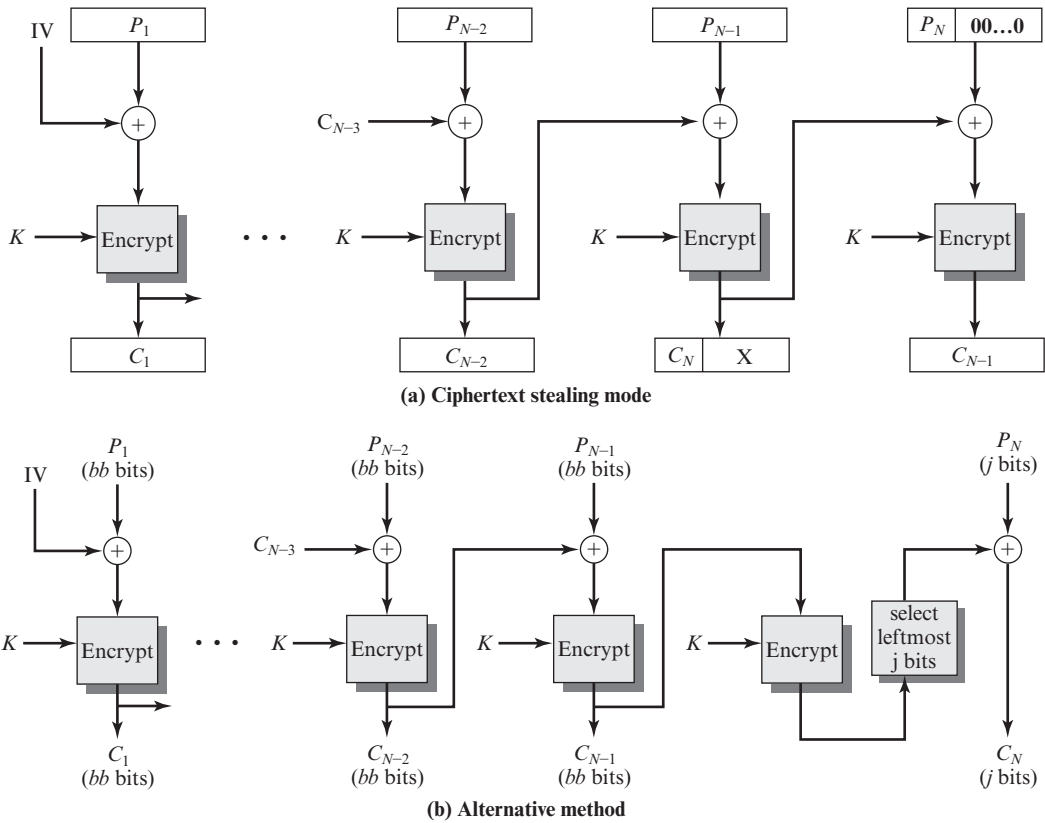 IV
P₁
Pₙ₋₂
Pₙ₋₁
Pₙ 00…0
+
Cₙ₋₃
+
+
+
K
Encrypt
• • •
K
Encrypt
K
Encrypt
K
Encrypt
C₁
Cₙ₋₂
Cₙ X
Cₙ₋₁
(a) Ciphertext stealing mode
IV
P₁
(bb bits)
Pₙ₋₂
(bb bits)
Pₙ₋₁
(bb bits)
Pₙ
(j bits)
+
Cₙ₋₃
+
+
+
K
Encrypt
• • •
K
Encrypt
K
Encrypt
K
Encrypt
select
leftmost
j bits
C₁
(bb bits)
Cₙ₋₂
(bb bits)
Cₙ₋₁
(bb bits)
Cₙ
(j bits)
(b) Alternative method